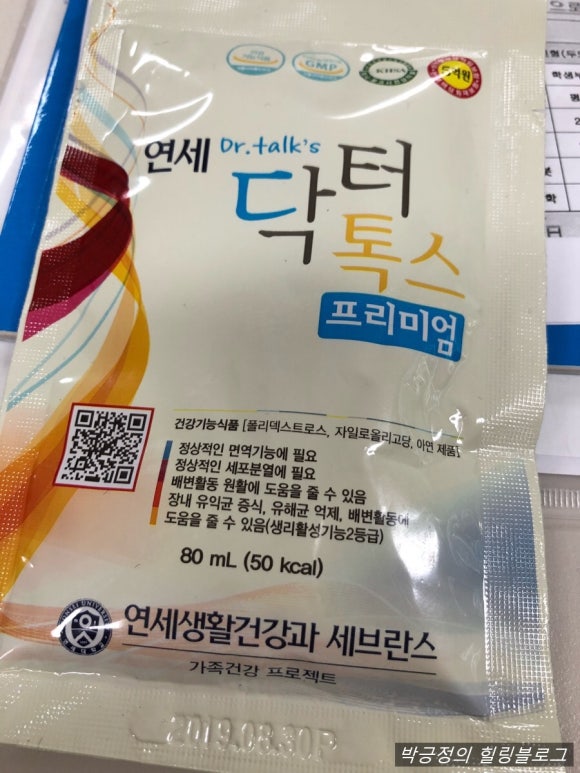 GMP
5억원
연세 Dr.talk's
닥터
톡스
프리미엄
건강기능식품 [폴리덱스트로스, 자일로올리고당, 아연 제품]
정상적인 면역기능에 필요
정상적인 세포분열에 필요
배변활동 원활에 도움을 줄 수 있음
장내 유익균 증식, 유해균 억제, 배변활동에
도움을 줄 수 있음(생리활성기능2등급)
80 mL (50 kcal)
연세생활건강과 세브란스
가족건강 프로젝트
2019.08.30P
박긍정의 힐링블로그